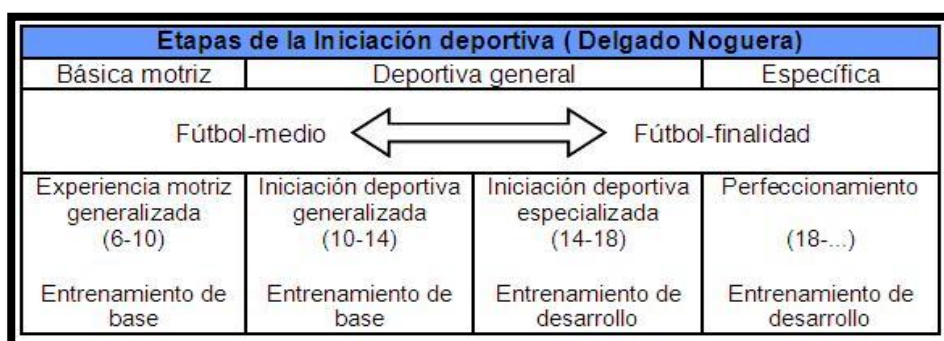 Etapas de la Iniciación deportiva ( Delgado Noguera)
Básica motriz Deportiva general Específica
Fútbol-medio Fútbol-finalidad
Experiencia motriz generalizada (6-10)
Entrenamiento de base
Iniciación deportiva generalizada (10-14)
Entrenamiento de base
Iniciación deportiva especializada (14-18)
Entrenamiento de desarrollo
Perfeccionamiento (18-...)
Entrenamiento de desarrollo